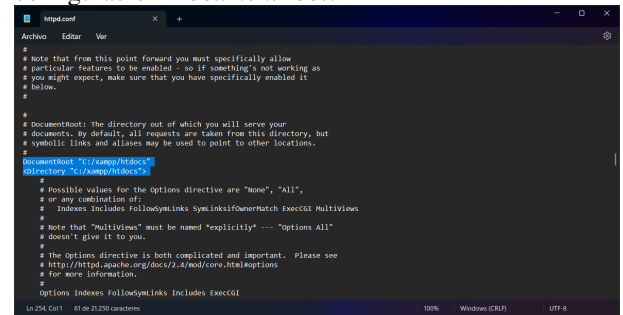 httpd.conf
Archivo Editar Ver
#
# Note that from this point forward you must specifically allow
# particular features to be enabled - so if something's not working as
# you might expect, make sure that you have specifically enabled it
# below.
#
#
# DocumentRoot: The directory out of which you will serve your
# documents. By default, all requests are taken from this directory, but
# symbolic links and aliases may be used to point to other locations.
#
DocumentRoot "C:/xampp/htdocs"
<Directory "C:/xampp/htdocs">
#
# Possible values for the Options directive are "None", "All",
# or any combination of:
# Indexes Includes FollowSymLinks SymLinksifOwnerMatch ExecCGI MultiViews
#
# Note that "MultiViews" must be named *explicitly* --- "Options All"
# doesn't give it to you.
#
# The Options directive is both complicated and important. Please see
# http://httpd.apache.org/docs/2.4/mod/core.html#options
# for more information.
#
Options Indexes FollowSymLinks Includes ExecCGI
Ln 254, Col 1 61 de 21.250 caracteres 100% Windows (CRLF) UTF-8